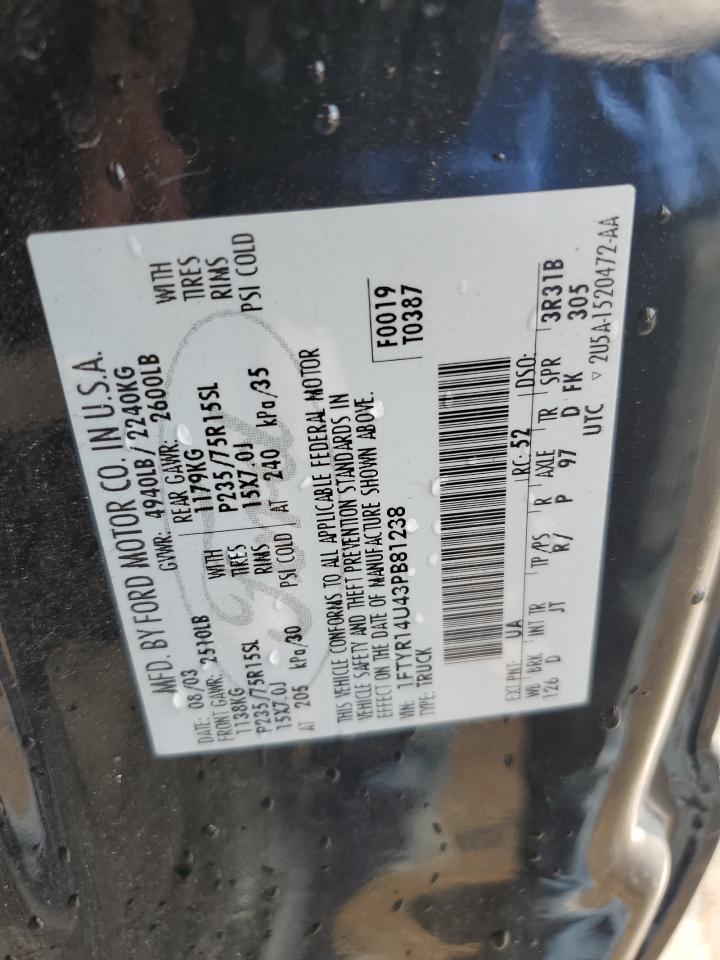 MFD. BY FORD MOTOR CO. IN U.S.A.
DATE: 08/03 GVWR: 4940LB/2240KG
FRONT GAWR: 2510LB REAR GAWR: 2600LB
1138KG WITH 1179KG WITH
P235/75R15SL TIRES P235/75R15SL TIRES
15X7.0J RIMS 15X7.0J RIMS
AT 205 kPa/30 PSI COLD AT 240 kPa/35 PSI COLD
THIS VEHICLE CONFORMS TO ALL APPLICABLE FEDERAL MOTOR
VEHICLE SAFETY AND THEFT PREVENTION STANDARDS IN
EFFECT ON THE DATE OF MANUFACTURE SHOWN ABOVE.
F0019
T0387
VIN: 1FTYR14U43PB81238
TYPE: TRUCK
EXT PNT: UA RC: 52 DSO:
WB BRK INT TR TP/PS R AXLE TR SPR 3R31B
126 D JT R/ P 97 D FK 305
UTC ▽ 2U5A-1520472-AA
Ford